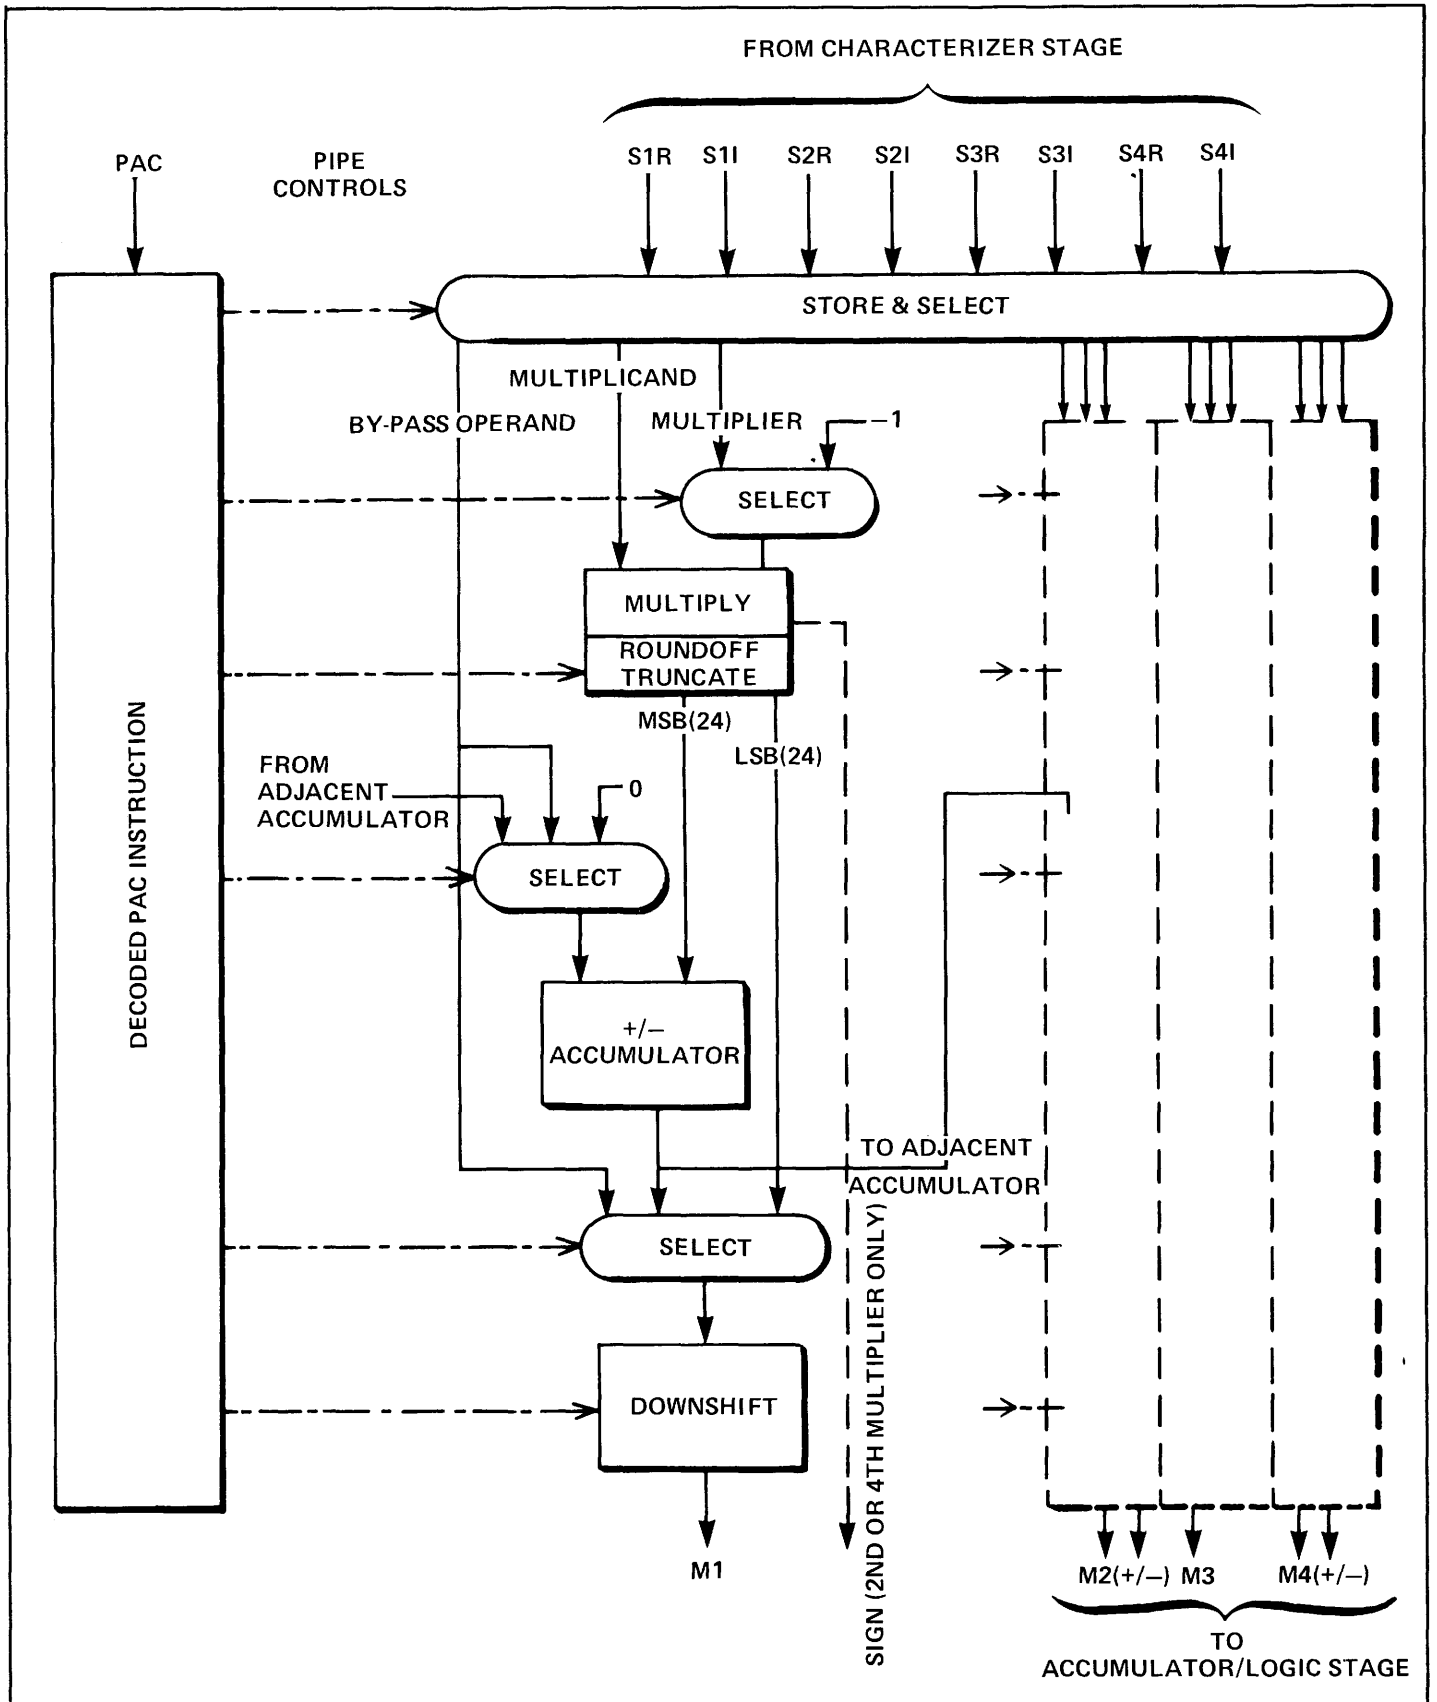 FROM CHARACTERIZER STAGE
PAC
PIPE
CONTROLS
S1R S1I S2R S2I S3R S3I S4R S4I
STORE & SELECT
MULTIPLICAND
BY-PASS OPERAND
MULTIPLIER
−1
SELECT
MULTIPLY
ROUNDOFF
TRUNCATE
MSB(24)
LSB(24)
FROM
ADJACENT
ACCUMULATOR
0
SELECT
DECODED PAC INSTRUCTION
+/−
ACCUMULATOR
TO ADJACENT
ACCUMULATOR
SELECT
SIGN (2ND OR 4TH MULTIPLIER ONLY)
DOWNSHIFT
M1
M2(+/−) M3 M4(+/−)
TO
ACCUMULATOR/LOGIC STAGE